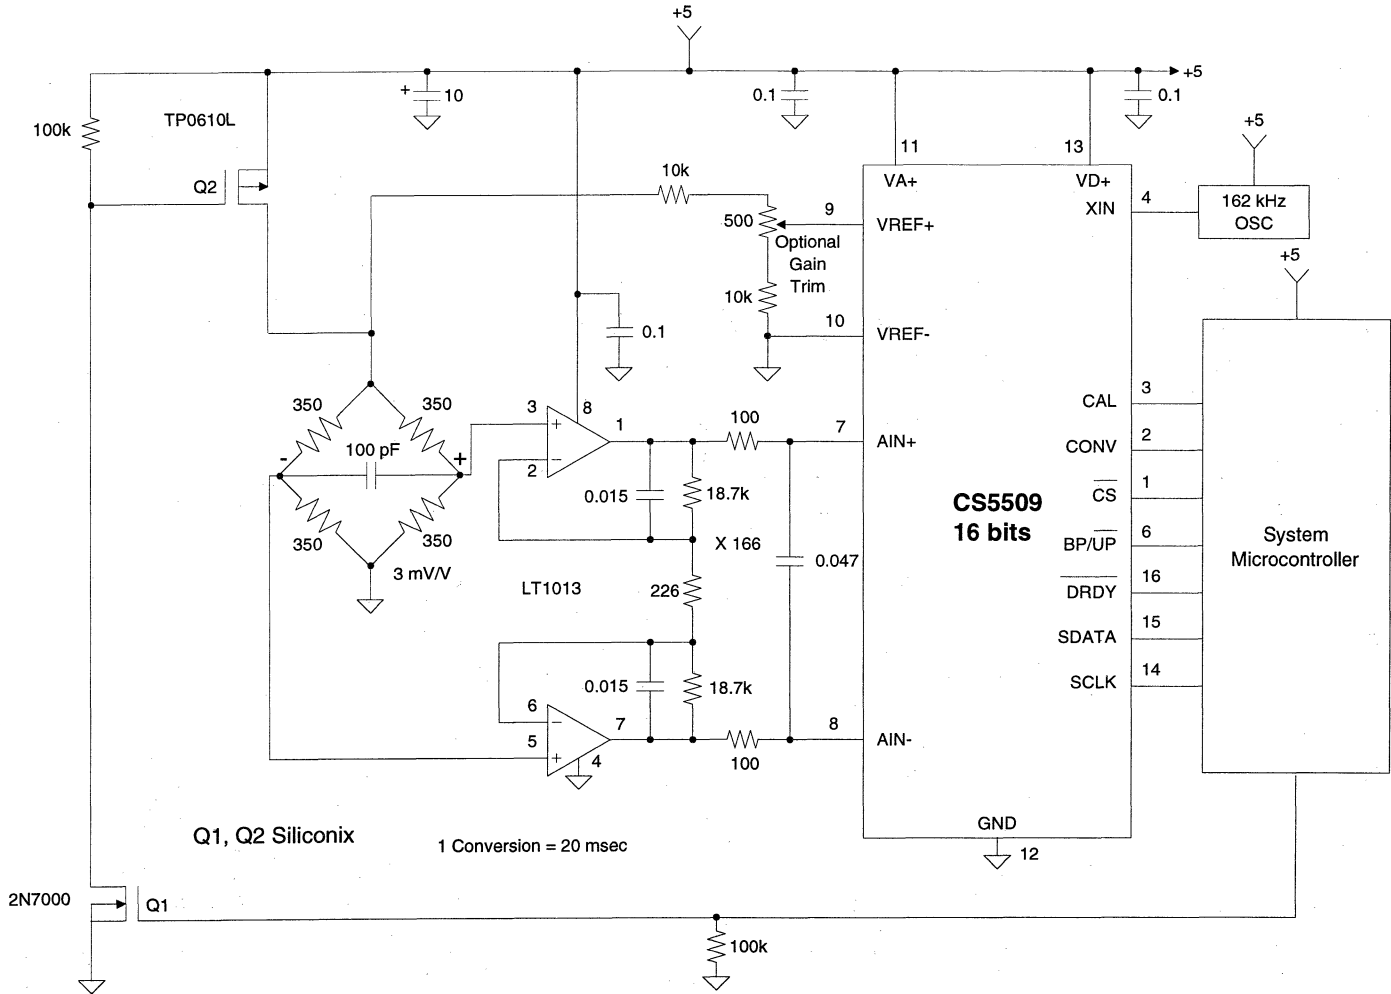 +5
+5
+
10
0.1
0.1
100k
TP0610L
Q2
11
13
+5
VA+
VD+
XIN
4
162 kHz
OSC
10k
500
9
VREF+
Optional
Gain
Trim
10k
10
VREF-
0.1
+5
350
350
100 pF
-
+
350
350
3 mV/V
3
+
8
1
−
2
100
7
AIN+
0.015
18.7k
X 166
0.047
LT1013
226
0.015
18.7k
6
−
5
+
7
4
100
8
AIN-
CS5509
16 bits
CAL
3
CONV
2
CS
1
BP/UP
6
DRDY
16
SDATA
15
SCLK
14
System
Microcontroller
GND
12
Q1, Q2 Siliconix
1 Conversion = 20 msec
2N7000
Q1
100k